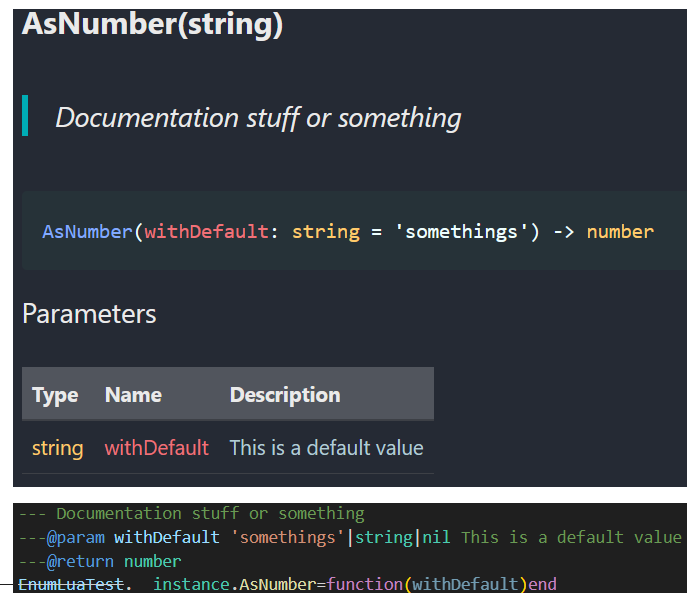 AsNumber(string)
Documentation stuff or something
AsNumber(withDefault: string = 'somethings') -> number
Parameters
Type Name Description
string withDefault This is a default value
--- Documentation stuff or something
---@param withDefault 'somethings'|string|nil This is a default value
---@return number
EnumLuaTest.__instance.AsNumber=function(withDefault)end